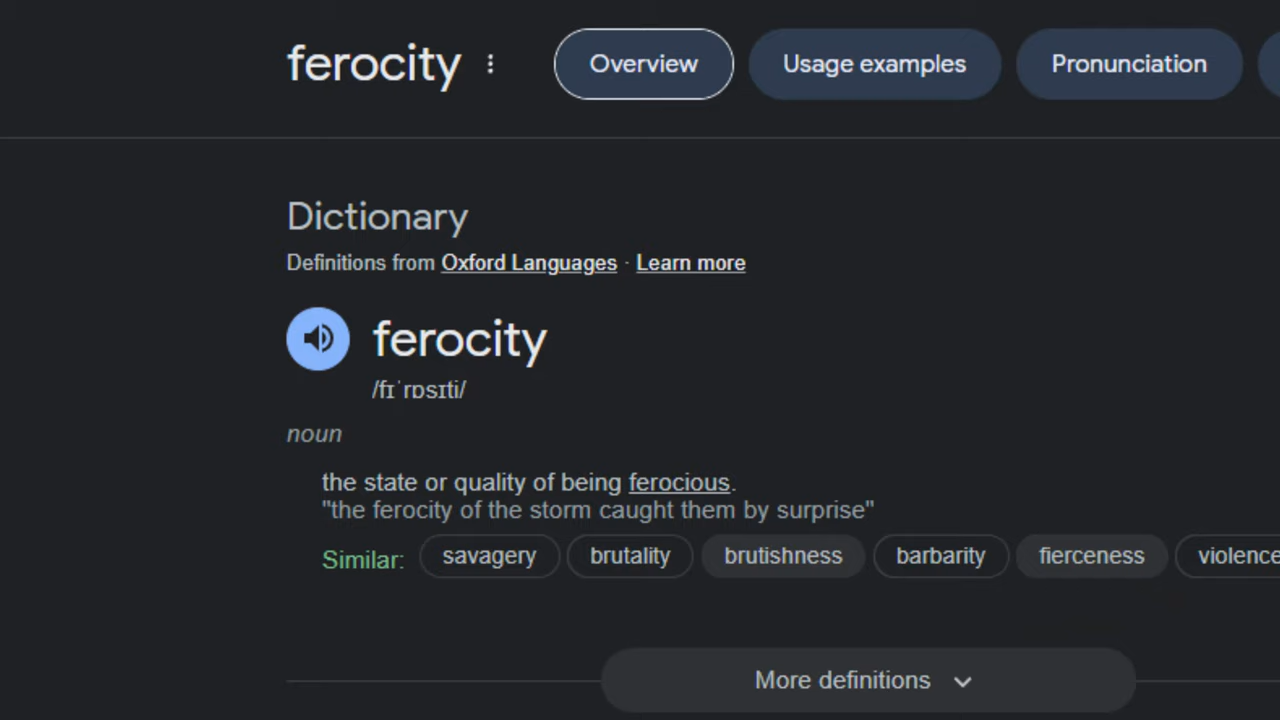 ferocity Overview Usage examples Pronunciation
Dictionary
Definitions from Oxford Languages · Learn more
ferocity
/fɪˈrɒsɪti/
noun
the state or quality of being ferocious.
"the ferocity of the storm caught them by surprise"
Similar: savagery brutality brutishness barbarity fierceness violence
More definitions